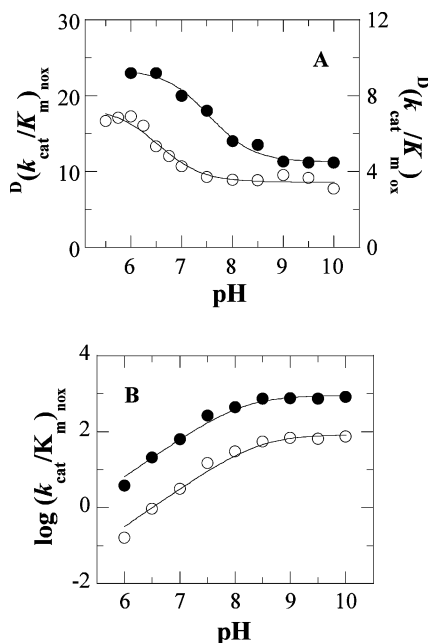 30
20
10
0
D(kcat/Km)nox
A
12
8
4
0
D(kcat/Km)ox
6 7 8 9 10
pH
4
2
0
-2
log (kcat/Km)nox
B
6 7 8 9 10
pH